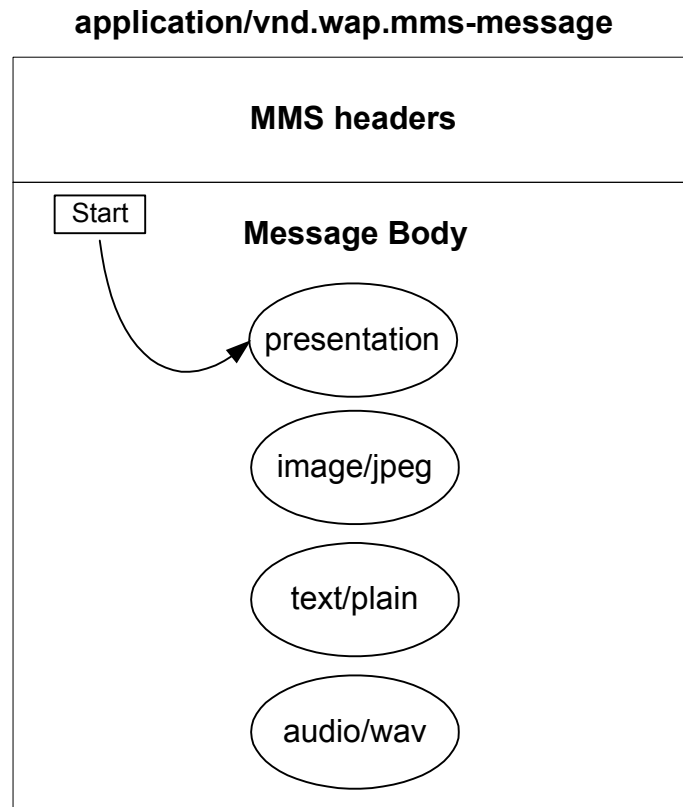 application/vnd.wap.mms-message
MMS headers
Start
Message Body
presentation
image/jpeg
text/plain
audio/wav